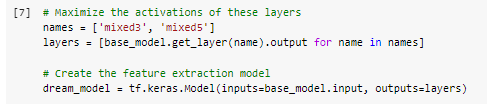 [7] # Maximize the activations of these layers
names = ['mixed3', 'mixed5']
layers = [base_model.get_layer(name).output for name in names]

# Create the feature extraction model
dream_model = tf.keras.Model(inputs=base_model.input, outputs=layers)